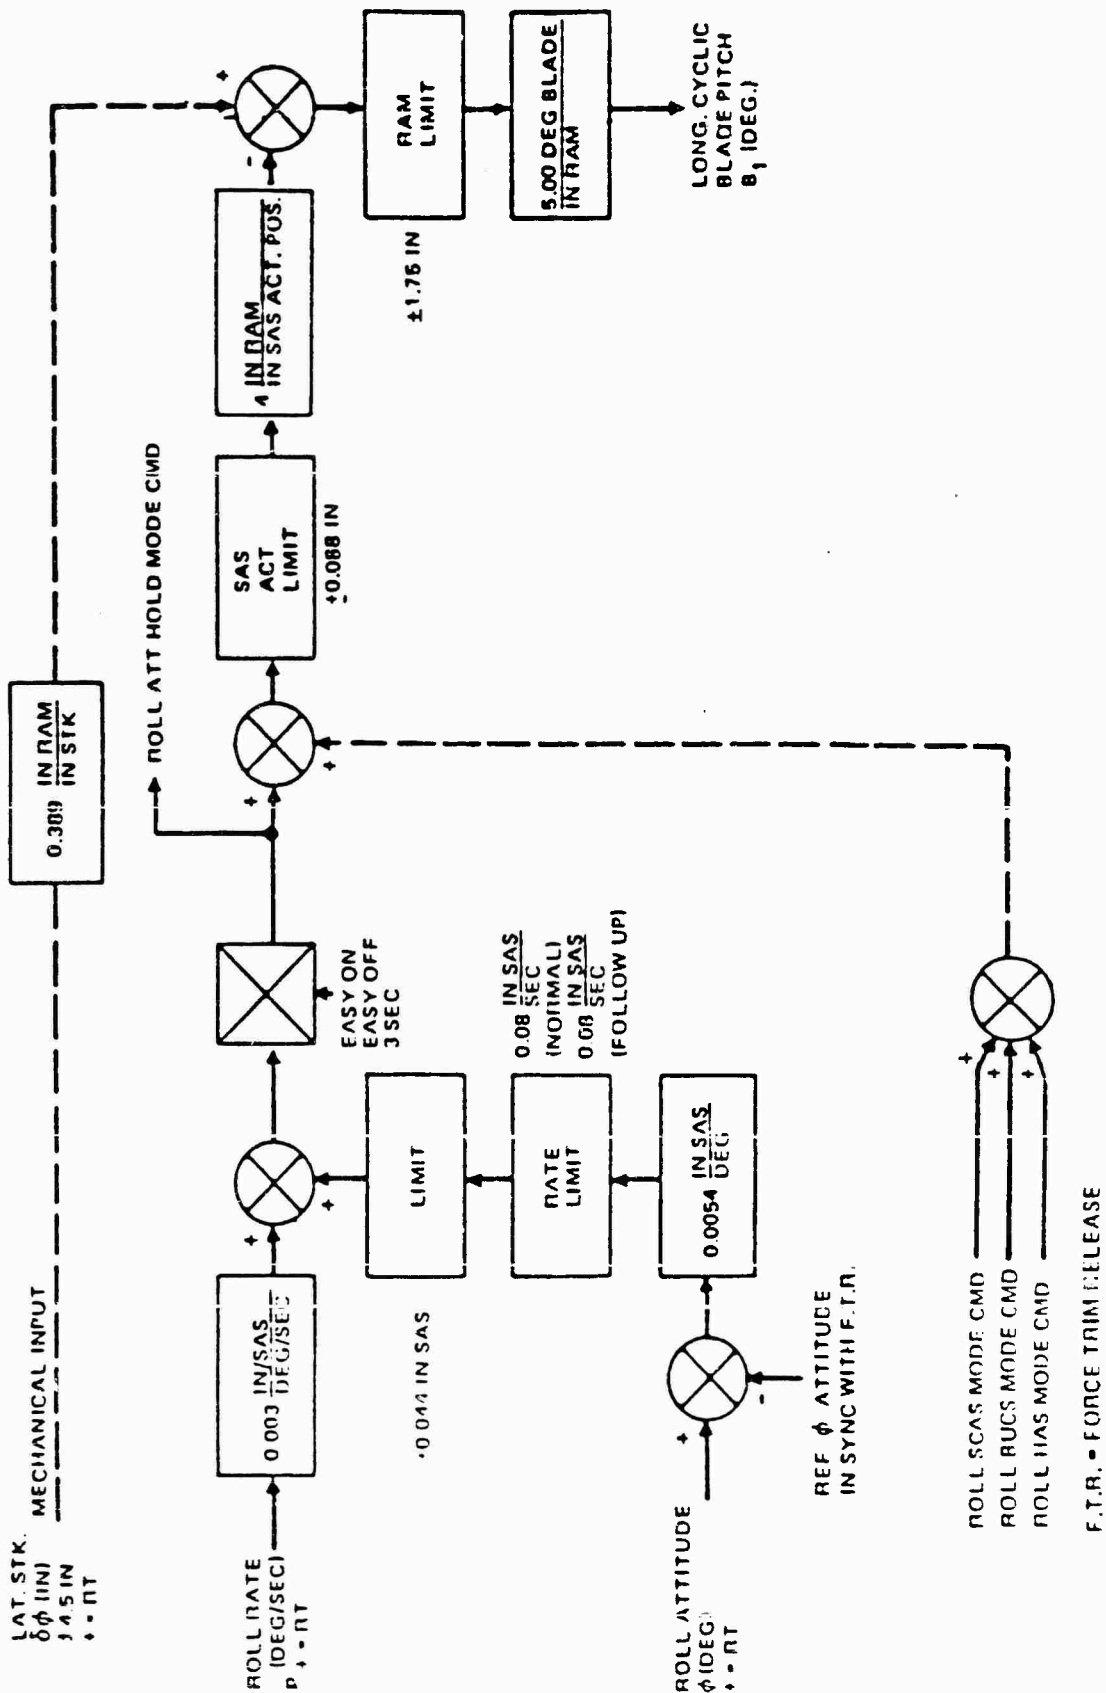 LAT. STK.
δϕ (IN)
±4.5 IN
+ = RT
MECHANICAL INPUT
0.389 IN RAM
IN STK
ROLL ATT HOLD MODE CMD
ROLL RATE
(DEG/SEC)
P + = RT
0.003 IN/SAS
DEG/SEC
+
+
EASY ON
EASY OFF
3 SEC
+
+
SAS
ACT
LIMIT
±0.088 IN
4 IN RAM
IN SAS ACT. POS.
-
+
RAM
LIMIT
±1.75 IN
5.00 DEG BLADE
IN RAM
LONG. CYCLIC
BLADE PITCH
B1 (DEG.)
LIMIT
0.044 IN SAS
RATE
LIMIT
0.08 IN SAS
SEC
(NORMAL)
0.08 IN SAS
SEC
(FOLLOW UP)
0.0054 IN SAS
DEG
ROLL ATTITUDE
ϕ (DEG)
+ = RT
+
-
REF ϕ ATTITUDE
IN SYNC WITH F.T.R.
ROLL SCAS MODE CMD
ROLL RUCS MODE CMD
ROLL HAS MODE CMD
+
+
+
F.T.R. = FORCE TRIM RELEASE